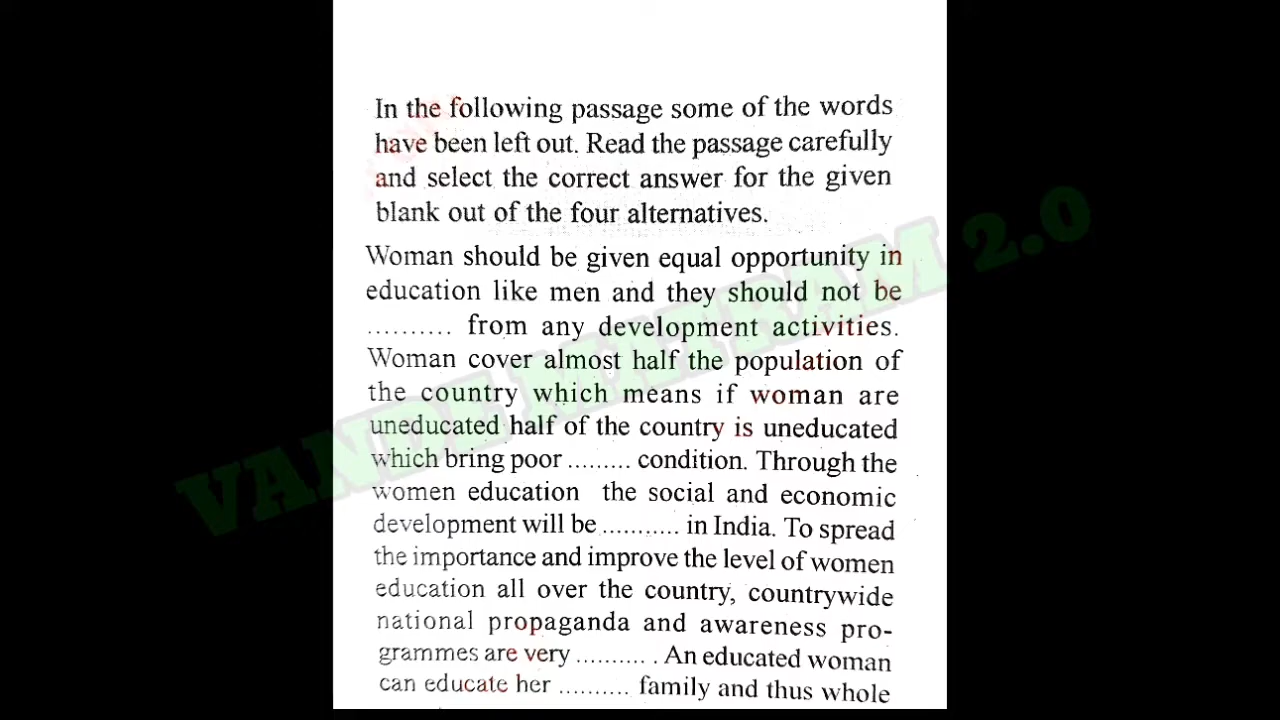 In the following passage some of the words
have been left out. Read the passage carefully
and select the correct answer for the given
blank out of the four alternatives.
Woman should be given equal opportunity in
education like men and they should not be
.......... from any development activities.
Woman cover almost half the population of
the country which means if woman are
uneducated half of the country is uneducated
which bring poor ......... condition. Through the
women education the social and economic
development will be ........... in India. To spread
the importance and improve the level of women
education all over the country, countrywide
national propaganda and awareness pro-
grammes are very .......... . An educated woman
can educate her .......... family and thus whole
VANDE MATRAM 2.0